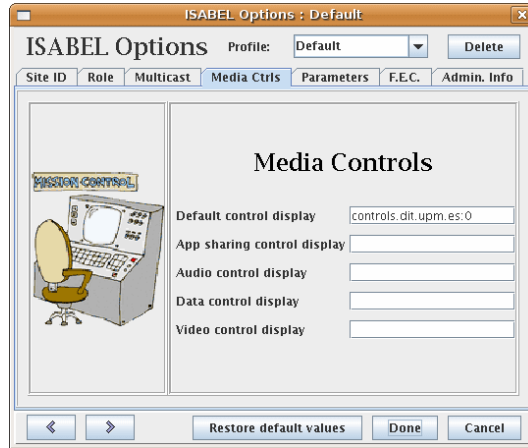 ISABEL Options : Default
ISABEL Options Profile: Default Delete
Site ID Role Multicast Media Ctrls Parameters F.E.C. Admin. Info
MISSION CONTROL
Media Controls
Default control display controls.dit.upm.es:0
App sharing control display
Audio control display
Data control display
Video control display
Restore default values Done Cancel